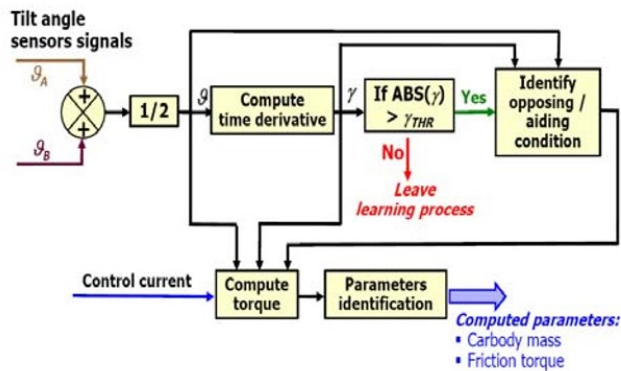 Tilt angle
sensors signals
ϑA
ϑB
+
+
1/2
ϑ
Compute
time derivative
γ
If ABS(γ)
> γTHR
Yes
No
Leave
learning process
Identify
opposing /
aiding
condition
Control current
Compute
torque
Parameters
identification
Computed parameters:
▪ Carbody mass
▪ Friction torque